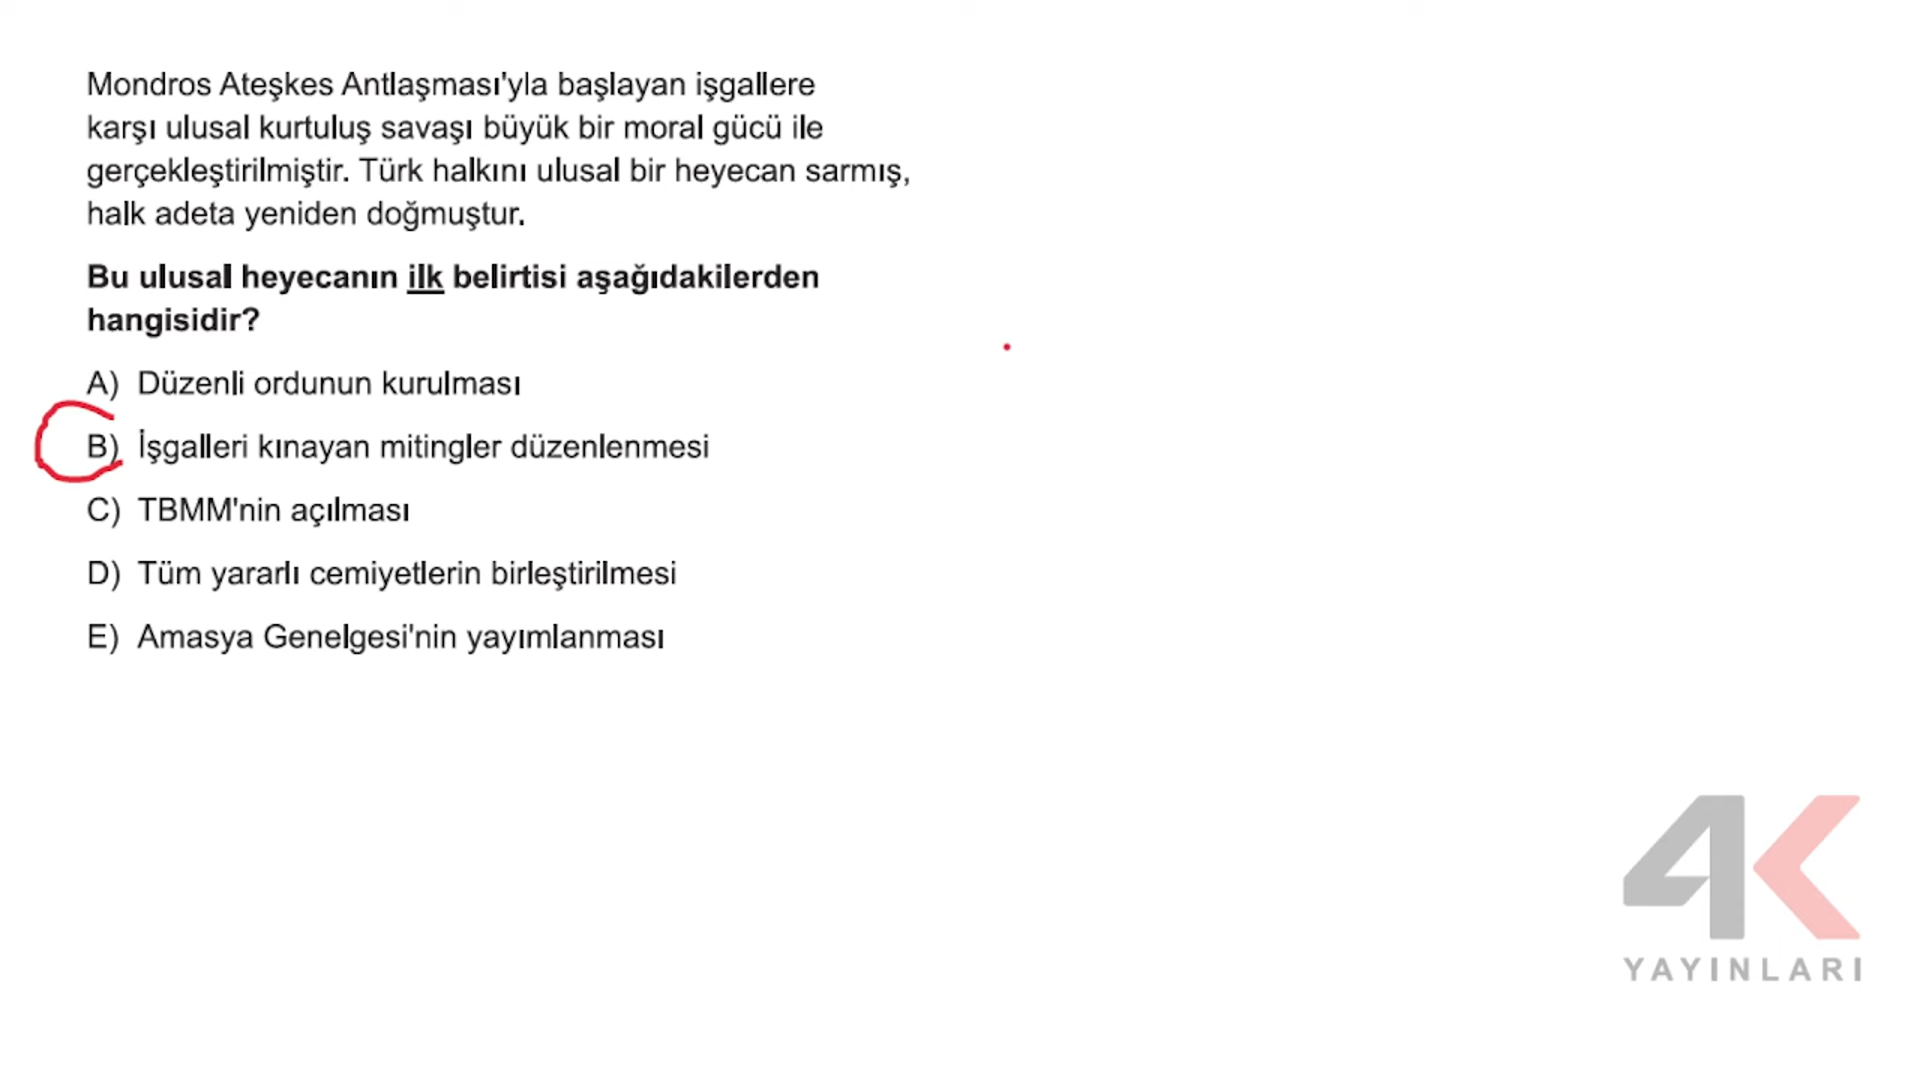 Mondros Ateşkes Antlaşması'yla başlayan işgallere
karşı ulusal kurtuluş savaşı büyük bir moral gücü ile
gerçekleştirilmiştir. Türk halkını ulusal bir heyecan sarmış,
halk adeta yeniden doğmuştur.
Bu ulusal heyecanın ilk belirtisi aşağıdakilerden
hangisidir?
A) Düzenli ordunun kurulması
B) İşgalleri kınayan mitingler düzenlenmesi
C) TBMM'nin açılması
D) Tüm yararlı cemiyetlerin birleştirilmesi
E) Amasya Genelgesi'nin yayımlanması
4K
YAYINLARI